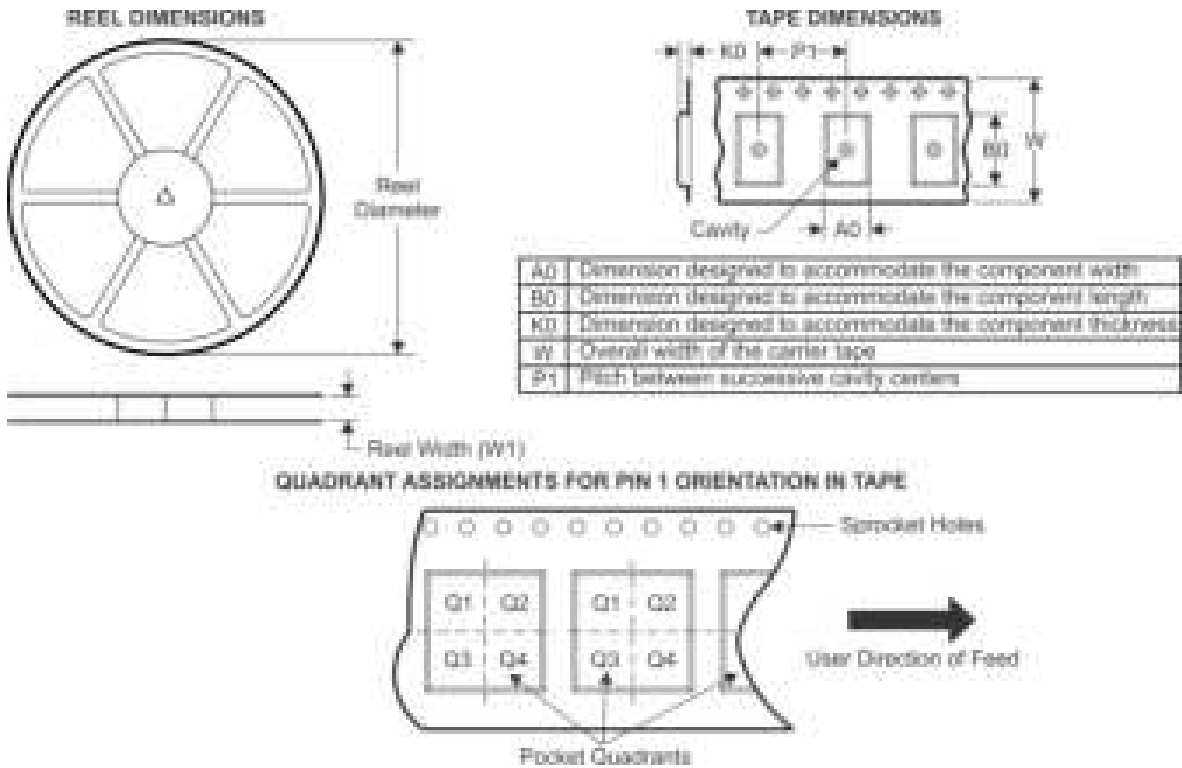 REEL DIMENSIONS
Reel
Diameter
Reel Width (W1)
TAPE DIMENSIONS
K0
P1
B0
W
Cavity
A0
A0 Dimension designed to accommodate the component width
B0 Dimension designed to accommodate the component length
K0 Dimension designed to accommodate the component thickness
W Overall width of the carrier tape
P1 Pitch between successive cavity centers
QUADRANT ASSIGNMENTS FOR PIN 1 ORIENTATION IN TAPE
Sprocket Holes
Q1 Q2 Q1 Q2
Q3 Q4 Q3 Q4
User Direction of Feed
Pocket Quadrants